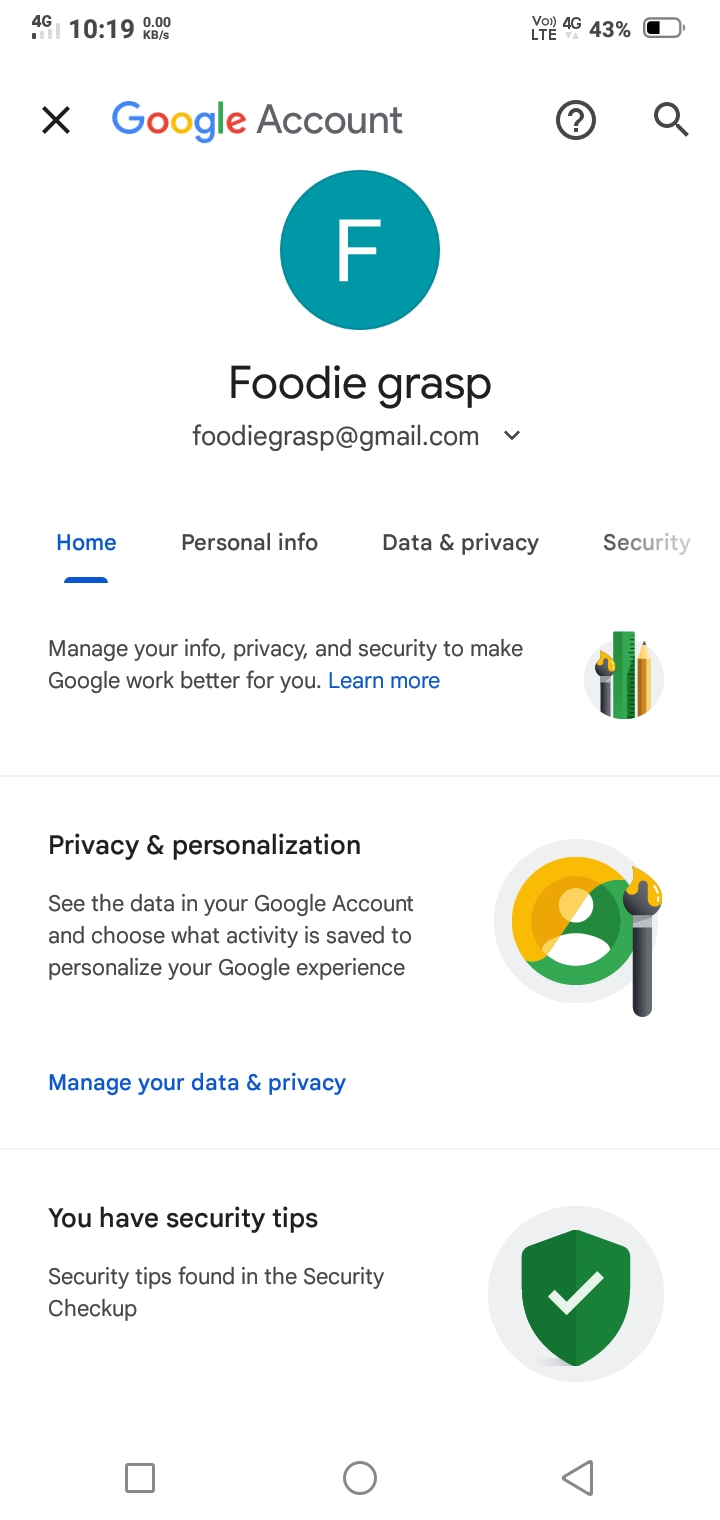 4G 10:19 0.00 KB/s Vo)) LTE 4G 43%
Google Account
F
Foodie grasp
foodiegrasp@gmail.com
Home Personal info Data & privacy Security
Manage your info, privacy, and security to make
Google work better for you. Learn more
Privacy & personalization
See the data in your Google Account
and choose what activity is saved to
personalize your Google experience
Manage your data & privacy
You have security tips
Security tips found in the Security
Checkup